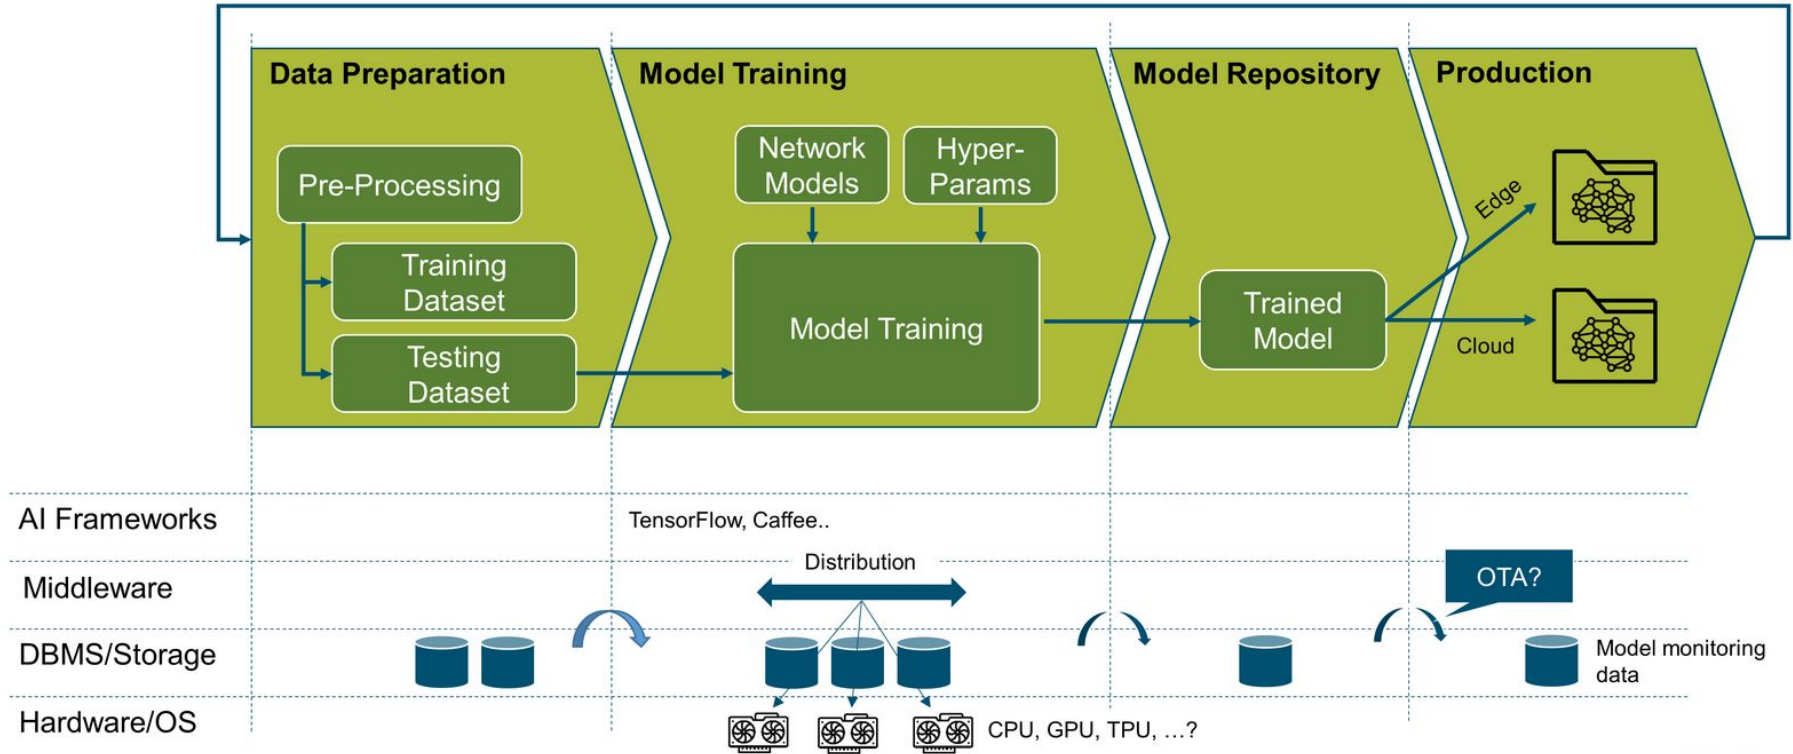 Data Preparation
Model Training
Model Repository
Production
Pre-Processing
Training
Dataset
Testing
Dataset
Network
Models
Hyper-
Params
Model Training
Trained
Model
Edge
Cloud
AI Frameworks
TensorFlow, Caffee..
Middleware
Distribution
OTA?
DBMS/Storage
Model monitoring
data
Hardware/OS
CPU, GPU, TPU, ...?